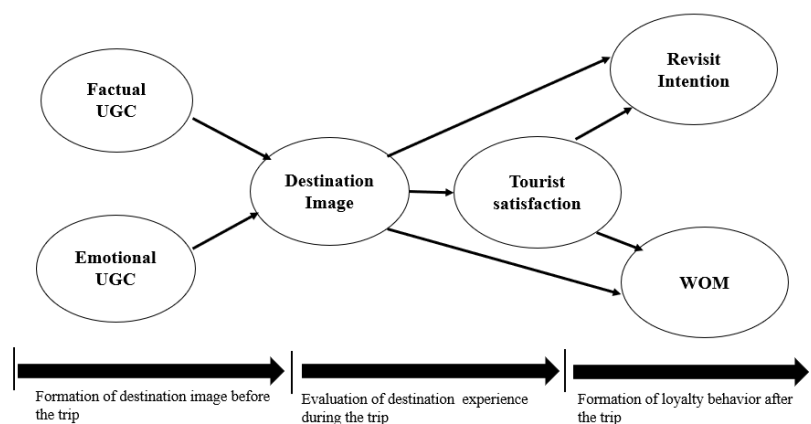 Factual
UGC
Emotional
UGC
Destination
Image
Tourist
satisfaction
Revisit
Intention
WOM
Formation of destination image before
the trip
Evaluation of destination experience
during the trip
Formation of loyalty behavior after
the trip